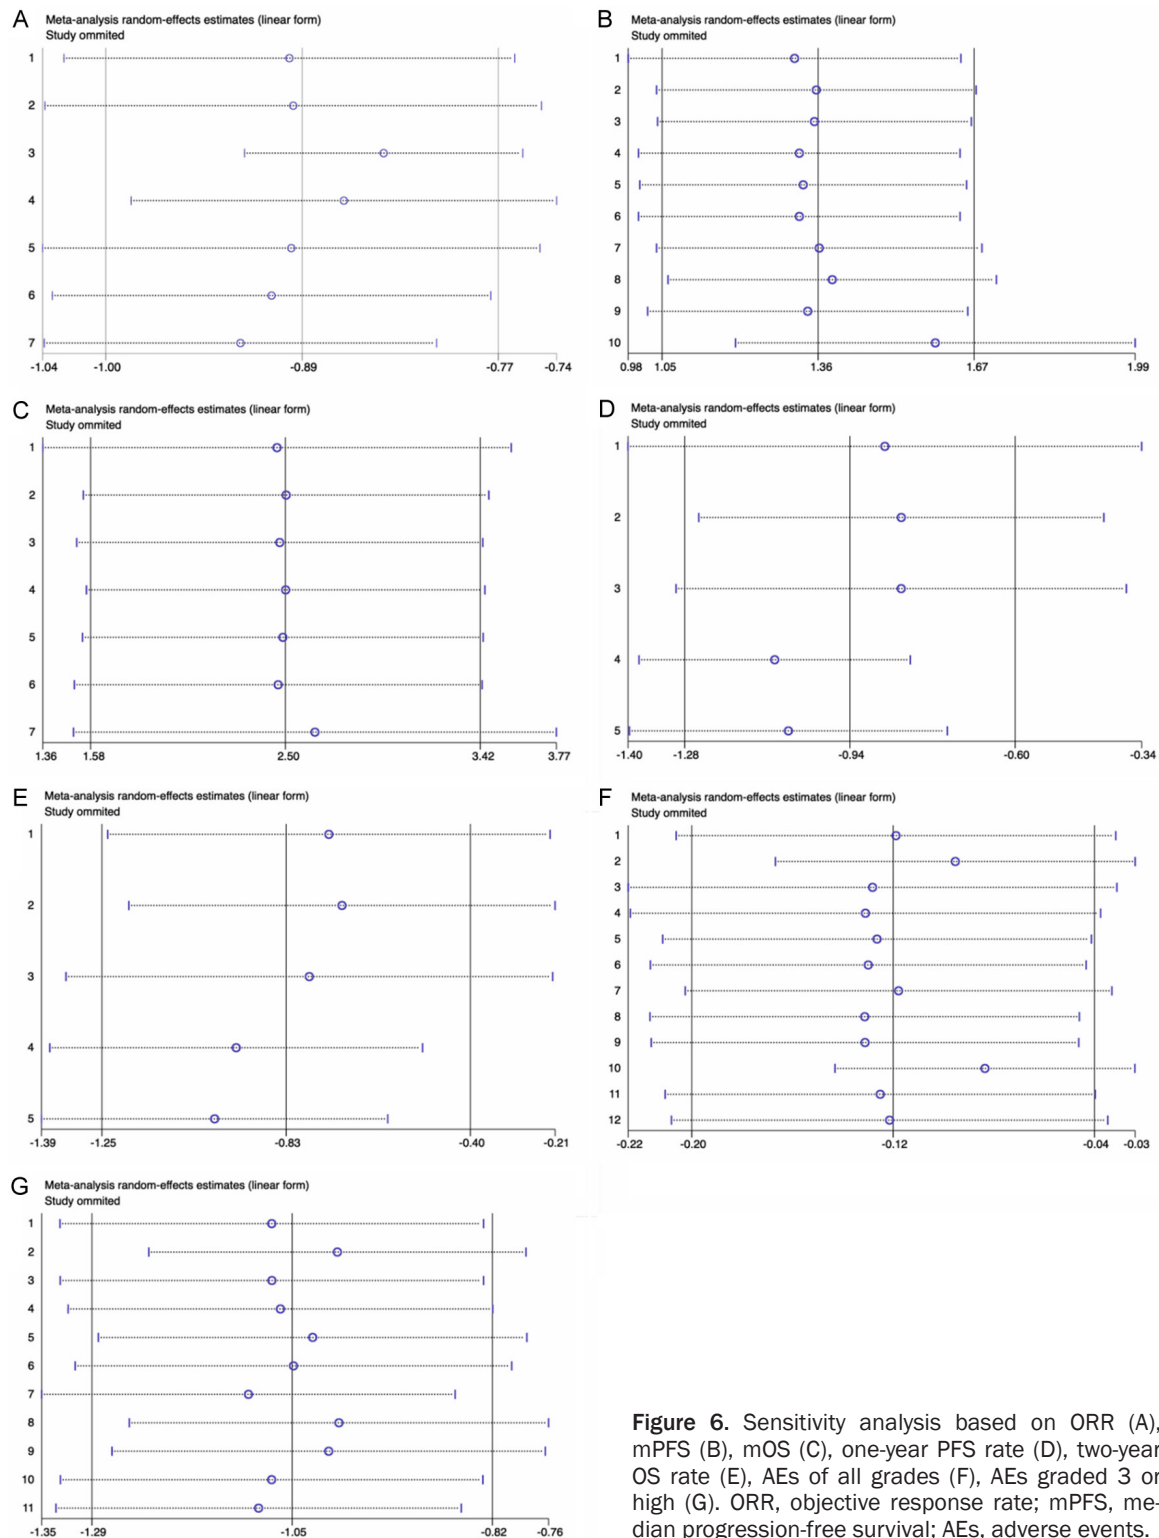 A
Meta-analysis random-effects estimates (linear form)
Study ommited
1
2
3
4
5
6
7
-1.04 -1.00 -0.89 -0.77 -0.74
B
Meta-analysis random-effects estimates (linear form)
Study ommited
1
2
3
4
5
6
7
8
9
10
0.98 1.05 1.36 1.67 1.99
C
Meta-analysis random-effects estimates (linear form)
Study ommited
1
2
3
4
5
6
7
1.36 1.58 2.50 3.42 3.77
D
Meta-analysis random-effects estimates (linear form)
Study ommited
1
2
3
4
5
-1.40 -1.28 -0.94 -0.60 -0.34
E
Meta-analysis random-effects estimates (linear form)
Study ommited
1
2
3
4
5
-1.39 -1.25 -0.83 -0.40 -0.21
F
Meta-analysis random-effects estimates (linear form)
Study ommited
1
2
3
4
5
6
7
8
9
10
11
12
-0.22 -0.20 -0.12 -0.04 -0.03
G
Meta-analysis random-effects estimates (linear form)
Study ommited
1
2
3
4
5
6
7
8
9
10
11
-1.35 -1.29 -1.05 -0.82 -0.76
Figure 6. Sensitivity analysis based on ORR (A),
mPFS (B), mOS (C), one-year PFS rate (D), two-year
OS rate (E), AEs of all grades (F), AEs graded 3 or
high (G). ORR, objective response rate; mPFS, me-
dian progression-free survival; AEs, adverse events.